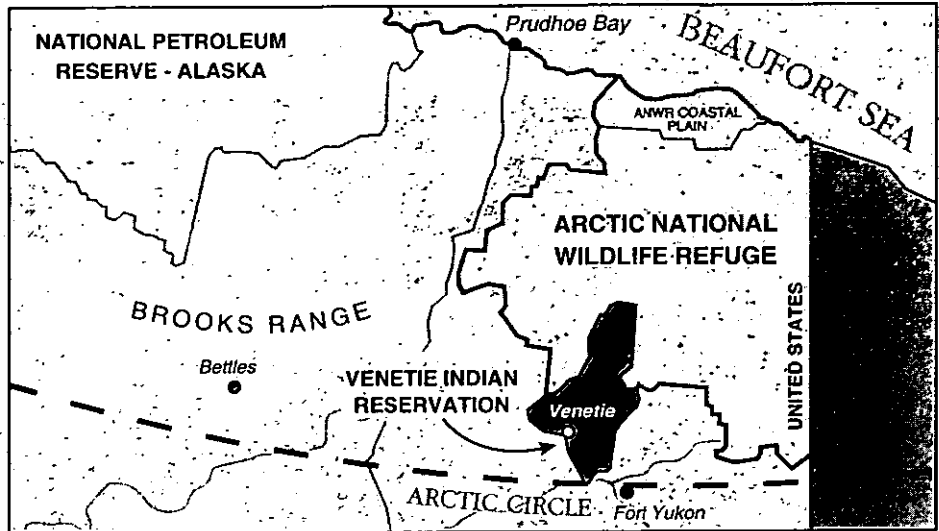 NATIONAL PETROLEUM
RESERVE - ALASKA
Prudhoe Bay
BEAUFORT SEA
ANWR COASTAL
PLAIN
ARCTIC NATIONAL
WILDLIFE REFUGE
BROOKS RANGE
Bettles
VENETIE INDIAN
RESERVATION
Venetie
UNITED STATES
ARCTIC CIRCLE
Fort Yukon